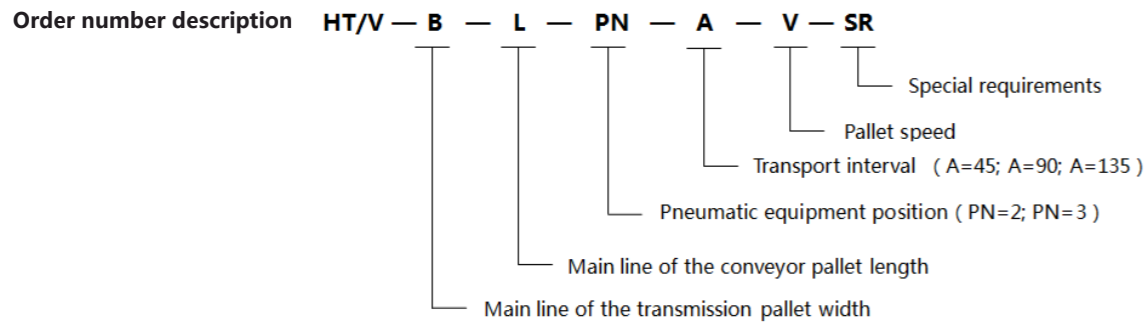 Order number description HT/V — B — L — PN — A — V — SR
Special requirements
Pallet speed
Transport interval ( A=45; A=90; A=135 )
Pneumatic equipment position ( PN=2; PN=3 )
Main line of the conveyor pallet length
Main line of the transmission pallet width